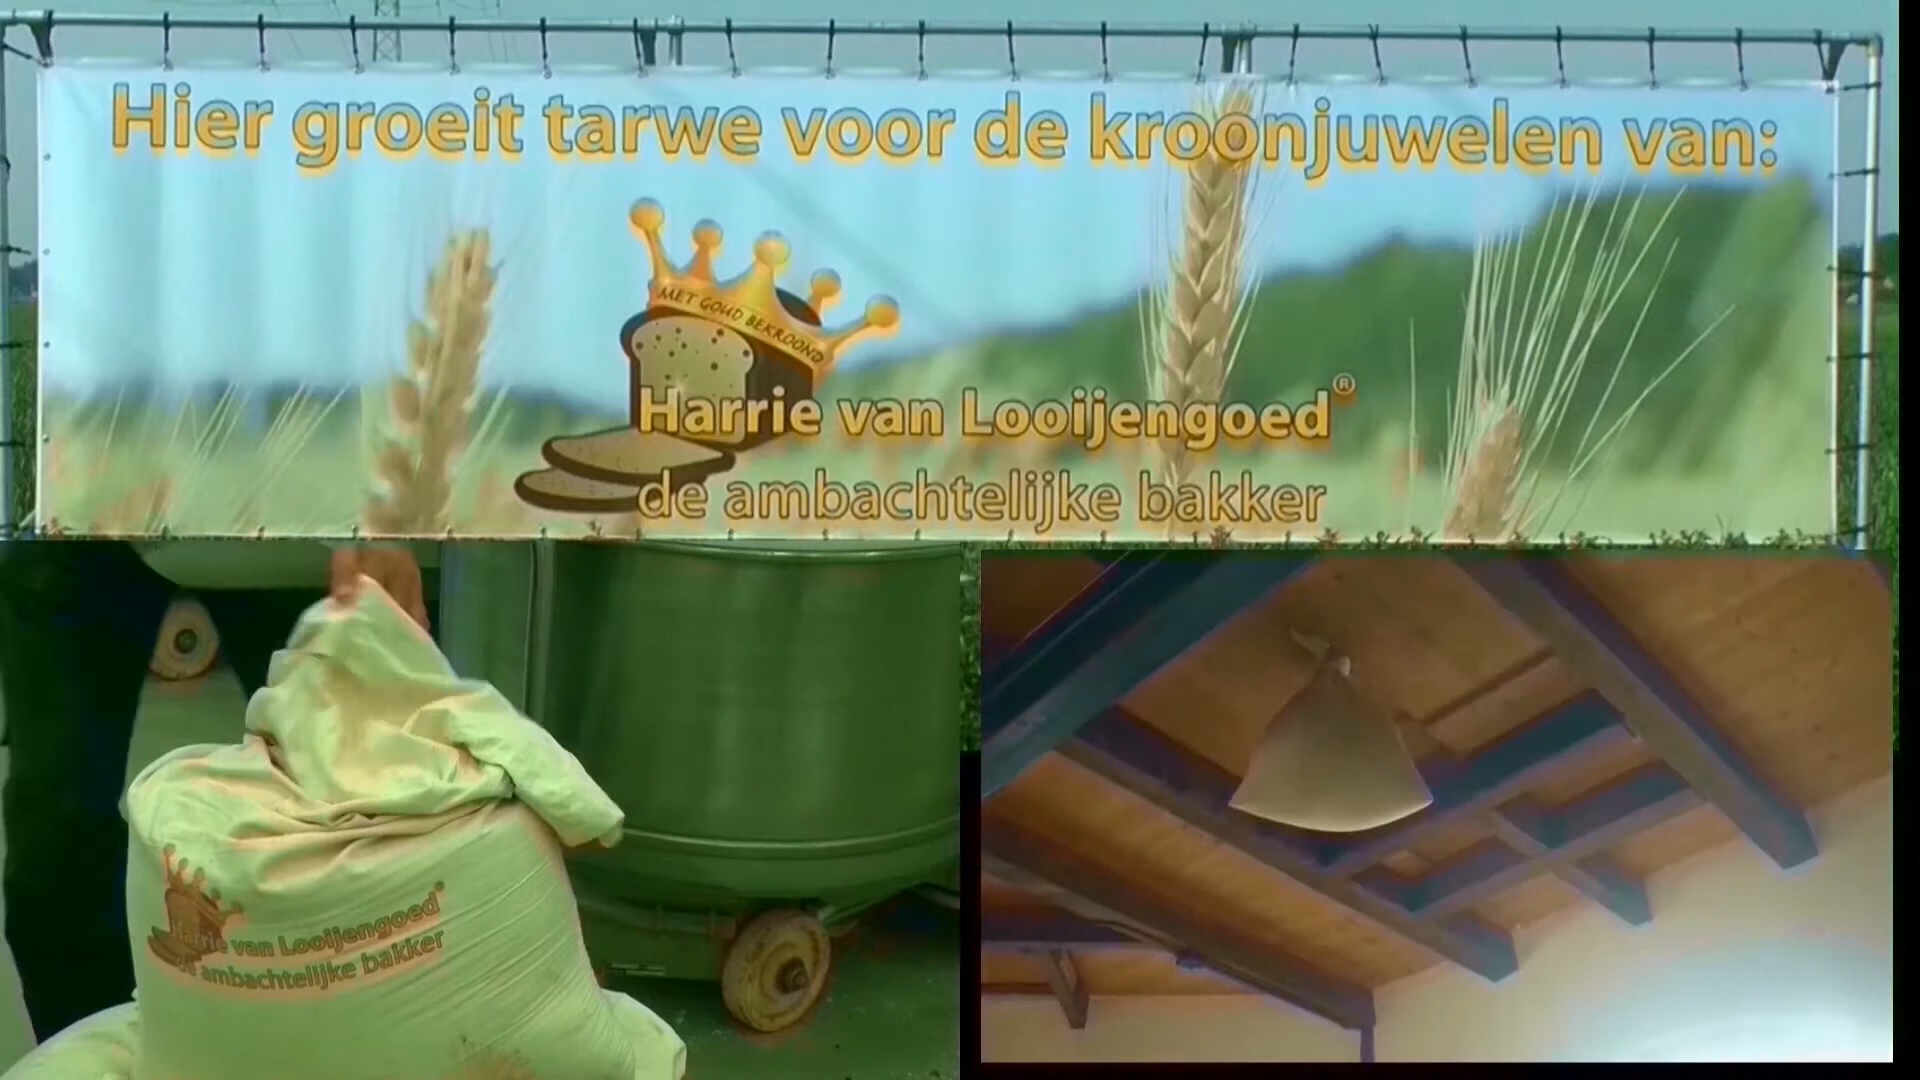 Hier groeit tarwe voor de kroonjuwelen van:
MET GOUD BEKROOND
Harrie van Looijengoed®
de ambachtelijke bakker
Harrie van Looijengoed®
de ambachtelijke bakker